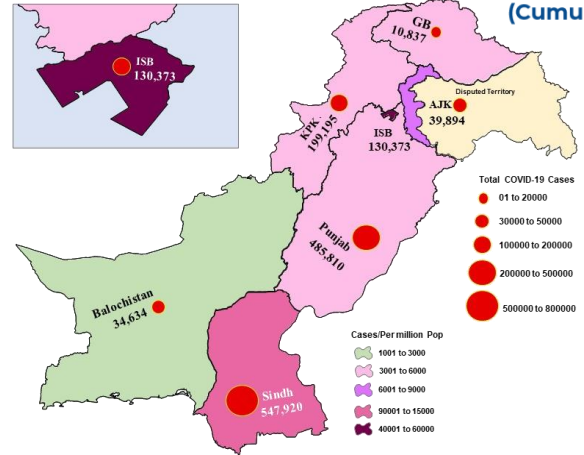 (Cumu
ISB
130,373
GB
10,837
Disputed Territory
AJK
39,894
KPK.
199,195
ISB
130,373
Punjab
485,810
Balochistan
34,634
Sindh
547,920
Total COVID-19 Cases
01 to 20000
30000 to 50000
100000 to 200000
200000 to 500000
500000 to 800000
Cases/Permillion Pop
1001 to 3000
3001 to 6000
6001 to 9000
90001 to 15000
40001 to 60000